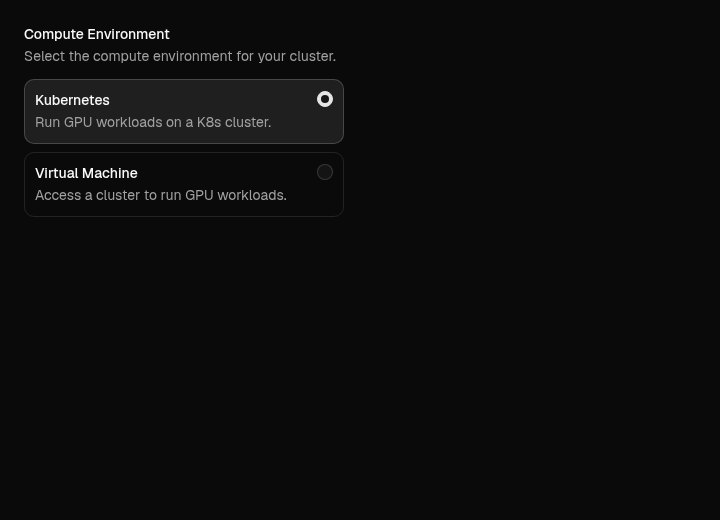 Compute Environment
Select the compute environment for your cluster.
Kubernetes
Run GPU workloads on a K8s cluster.
Virtual Machine
Access a cluster to run GPU workloads.